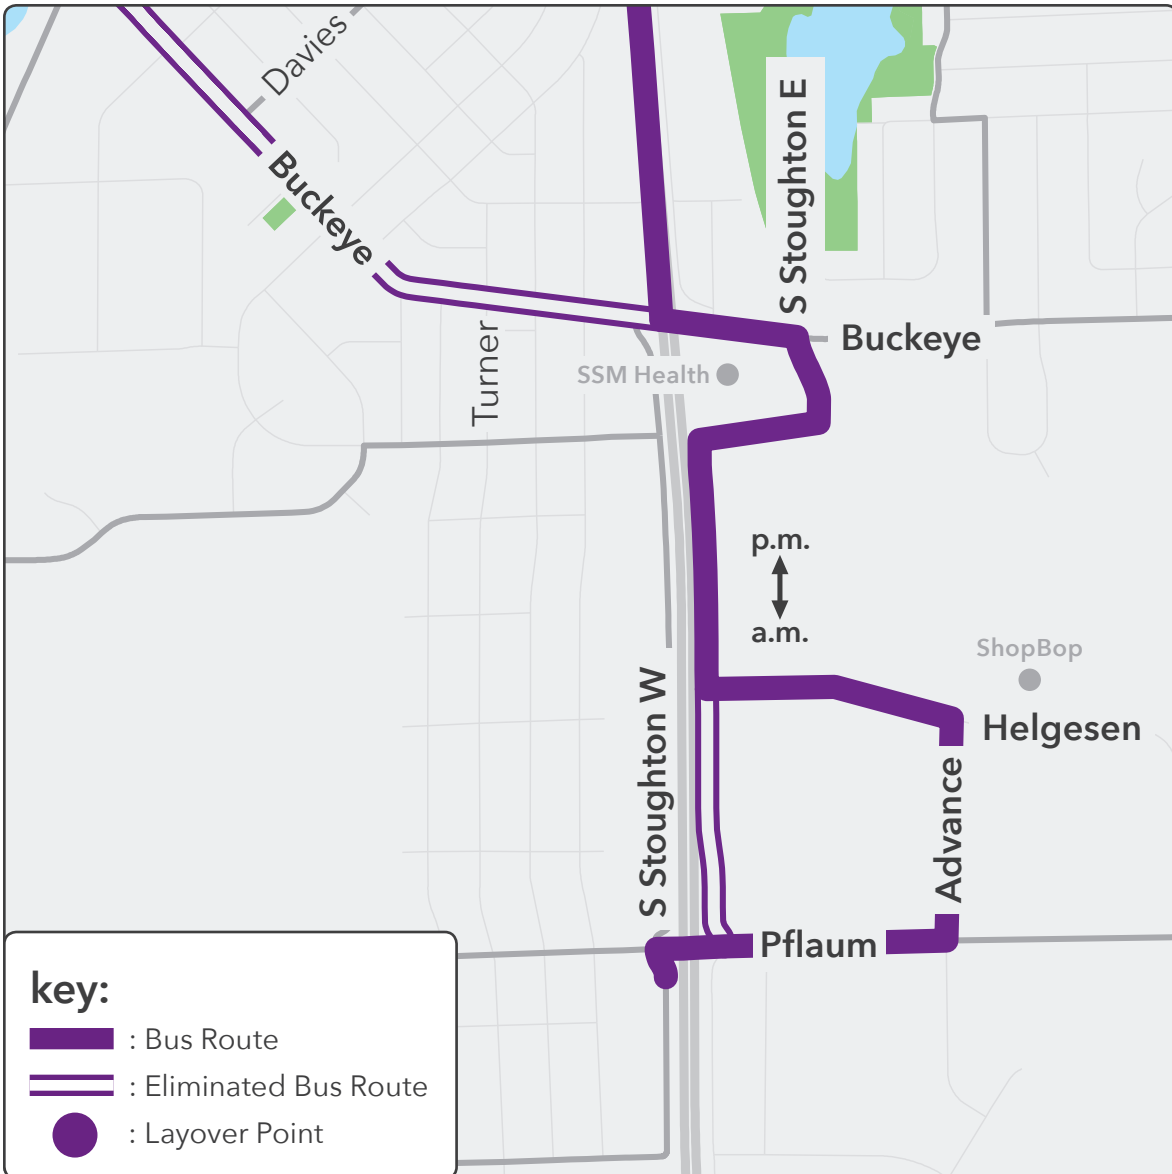 Davies
Buckeye
S Stoughton E
Buckeye
Turner
SSM Health
p.m.
a.m.
ShopBop
Helgesen
S Stoughton W
Advance
Pflaum
key:
: Bus Route
: Eliminated Bus Route
: Layover Point